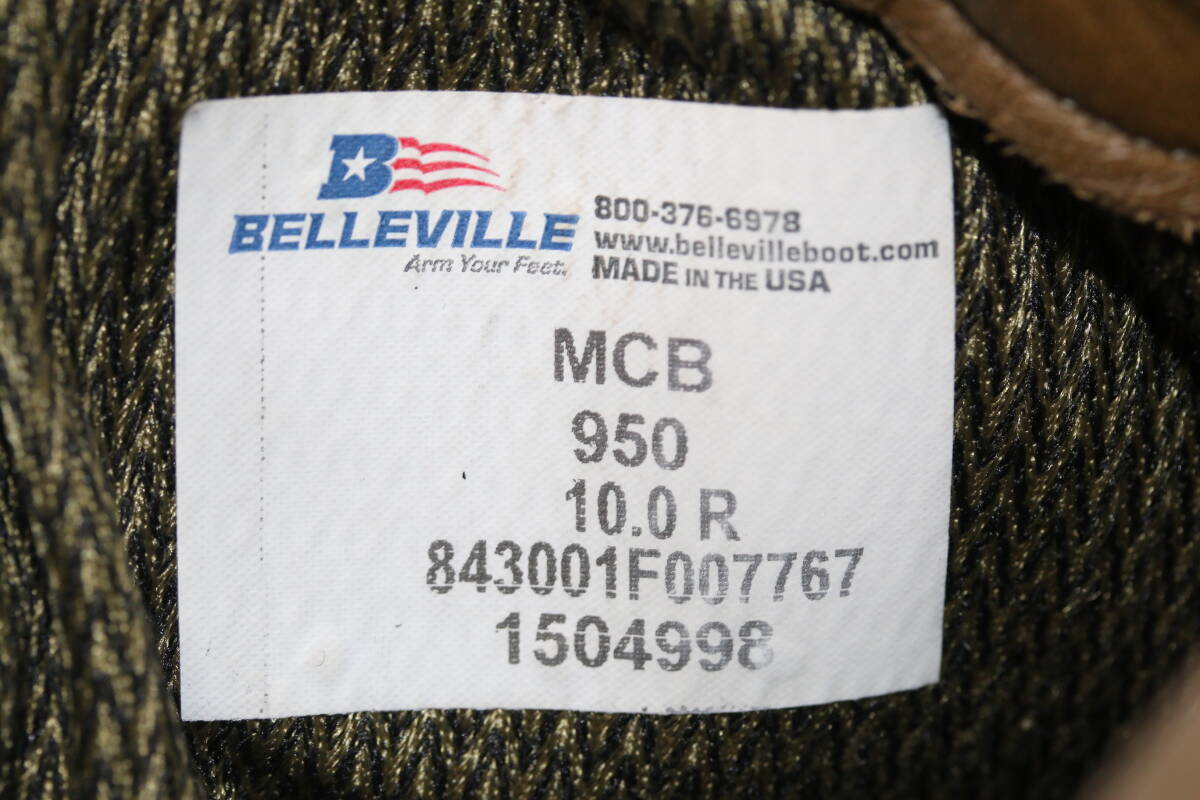 B
BELLEVILLE
Arm Your Feet.
800-376-6978
www.bellevilleboot.com
MADE IN THE USA
MCB
950
10.0 R
843001F007767
1504998